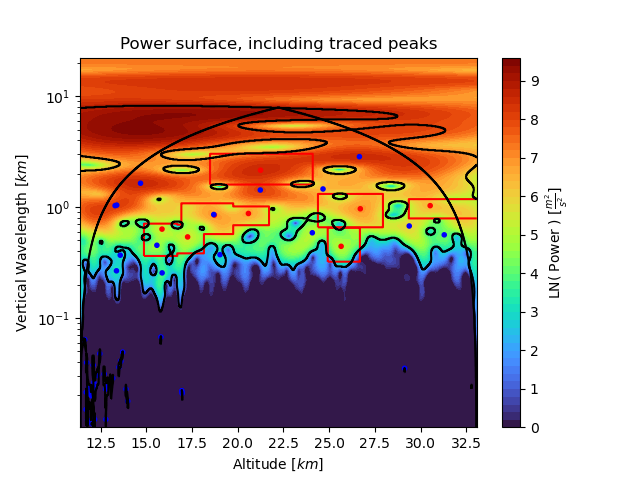 Power surface, including traced peaks
Vertical Wavelength [km]
10¹
10⁰
10⁻¹
12.5 15.0 17.5 20.0 22.5 25.0 27.5 30.0 32.5
Altitude [km]
9
8
7
6
5
4
3
2
1
0
LN( Power ) [m²/s²]